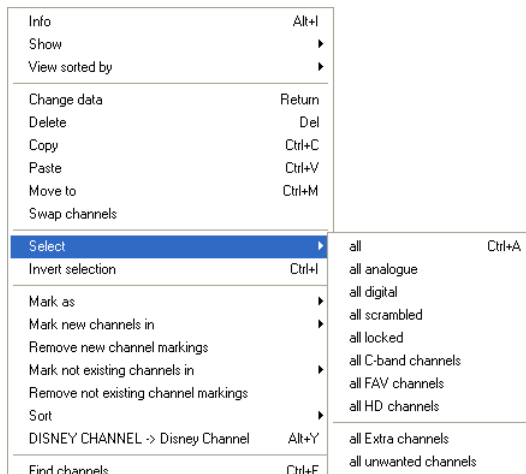 Info Alt+I
Show
View sorted by
Change data Return
Delete Del
Copy Ctrl+C
Paste Ctrl+V
Move to Ctrl+M
Swap channels
Select
Invert selection Ctrl+I
Mark as
Mark new channels in
Remove new channel markings
Mark not existing channels in
Remove not existing channel markings
Sort
DISNEY CHANNEL -> Disney Channel Alt+Y
Find channels Ctrl+F
all Ctrl+A
all analogue
all digital
all scrambled
all locked
all C-band channels
all FAV channels
all HD channels
all Extra channels
all unwanted channels